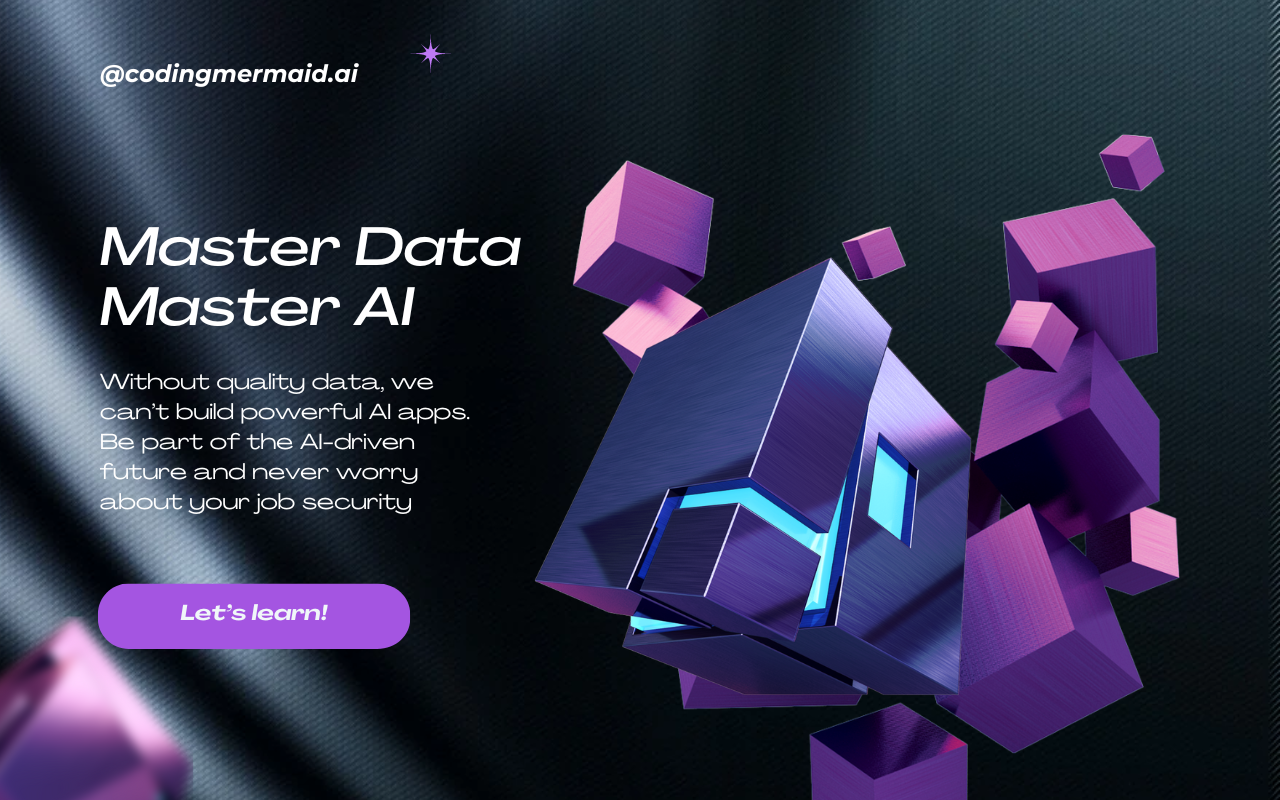 @codingmermaid.ai
Master Data
Master AI
Without quality data, we
can't build powerful AI apps.
Be part of the AI-driven
future and never worry
about your job security
Let's learn!